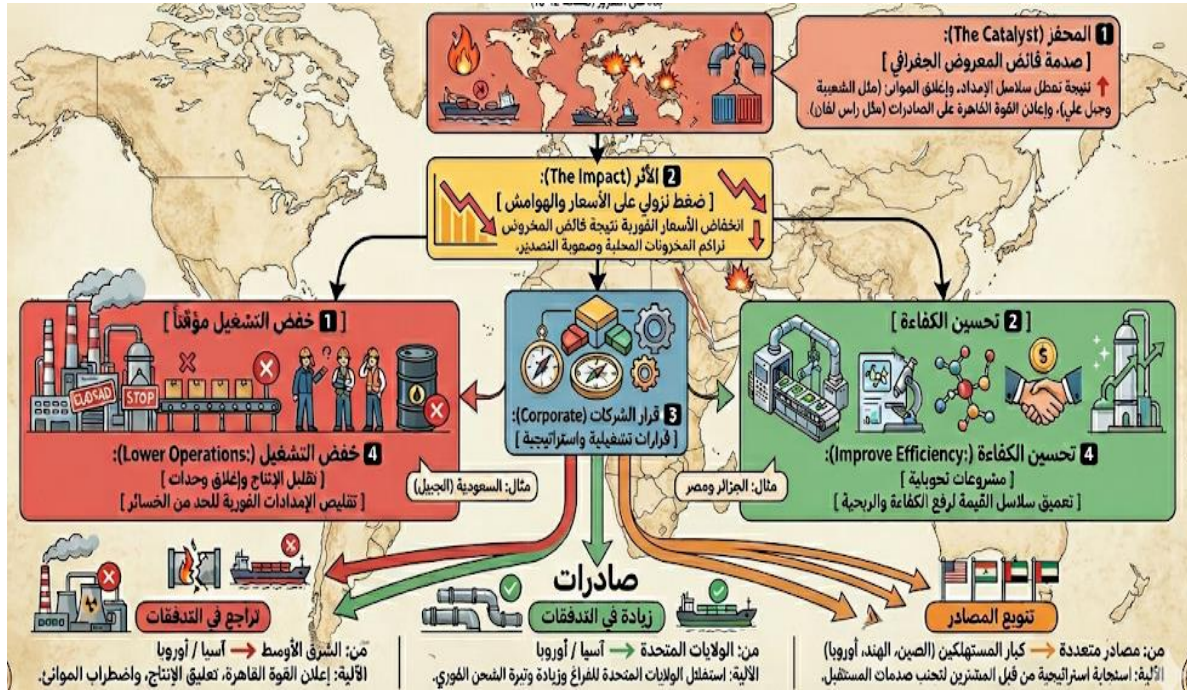 1 المحفز (The Catalyst):
[ صدمة فائض المعروض الجغرافي ]
نتيجة تعطل سلاسل الإمداد، وإغلاق الموانئ (مثل الشعيبة
وجبل علي)، وإعلان القوة القاهرة على الصادرات (مثل راس لفان).
2 الأثر (The Impact):
[ ضغط نزولي على الأسعار والهوامش ]
انخفاض الأسعار الفورية نتيجة فائض
تراكم المخزونات المحلية وصعوبة التصدير.
[ 1 خفض التشغيل مؤقتاً ]
CLOSAD
STOP
4 خفض التشغيل (Lower Operations:):
[ تقليل الإنتاج وإغلاق وحدات ]
[ تقليص الإمدادات الفورية للحد من الخسائر ]
3 قرار الشركات (Corporate):
[ قرارات تشغيلية واستراتيجية ]
[ 2 تحسين الكفاءة ]
4 تحسين الكفاءة (Improve Efficiency:):
[ مشروعات تحويلية ]
[ تعميق سلاسل القيمة لرفع الكفاءة والربحية ]
مثال: السعودية (الجبيل)
مثال: الجزائر ومصر
صادرات
تنويع المصادر
من: مصادر متعددة → كبار المستهلكين (الصين، الهند، أوروبا)
الآلية: استجابة استراتيجية من قبل المشترين لتجنب صدمات المستقبل.
زيادة في التدفقات
من: الولايات المتحدة → آسيا / أوروبا
الآلية: استغلال الولايات المتحدة للفراغ وزيادة وتيرة الشحن الفوري.
تراجع في التدفقات
من: الشرق الأوسط → آسيا / أوروبا
الآلية: إعلان القوة القاهرة، تعليق الإنتاج، واضطراب الموانئ.